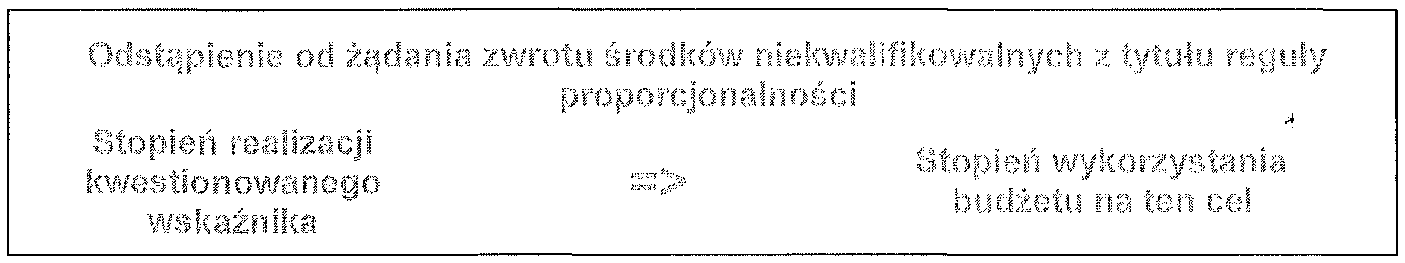 Odstąpienie od żądania zwrotu środków niekwalifikowalnych z tytułu reguły
proporcjonalności
Stopień realizacji
kwestionowanego
wskaźnika
=>
Stopień wykorzystania
budżetu na ten cel